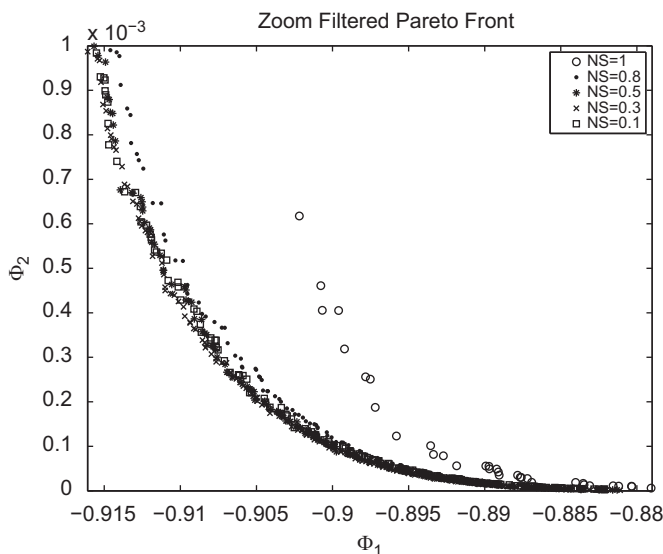 Zoom Filtered Pareto Front
x 10⁻³
NS=1
NS=0.8
NS=0.5
NS=0.3
NS=0.1
1
0.9
0.8
0.7
0.6
0.5
0.4
0.3
0.2
0.1
0
Φ₂
−0.915 −0.91 −0.905 −0.9 −0.895 −0.89 −0.885 −0.88
Φ₁